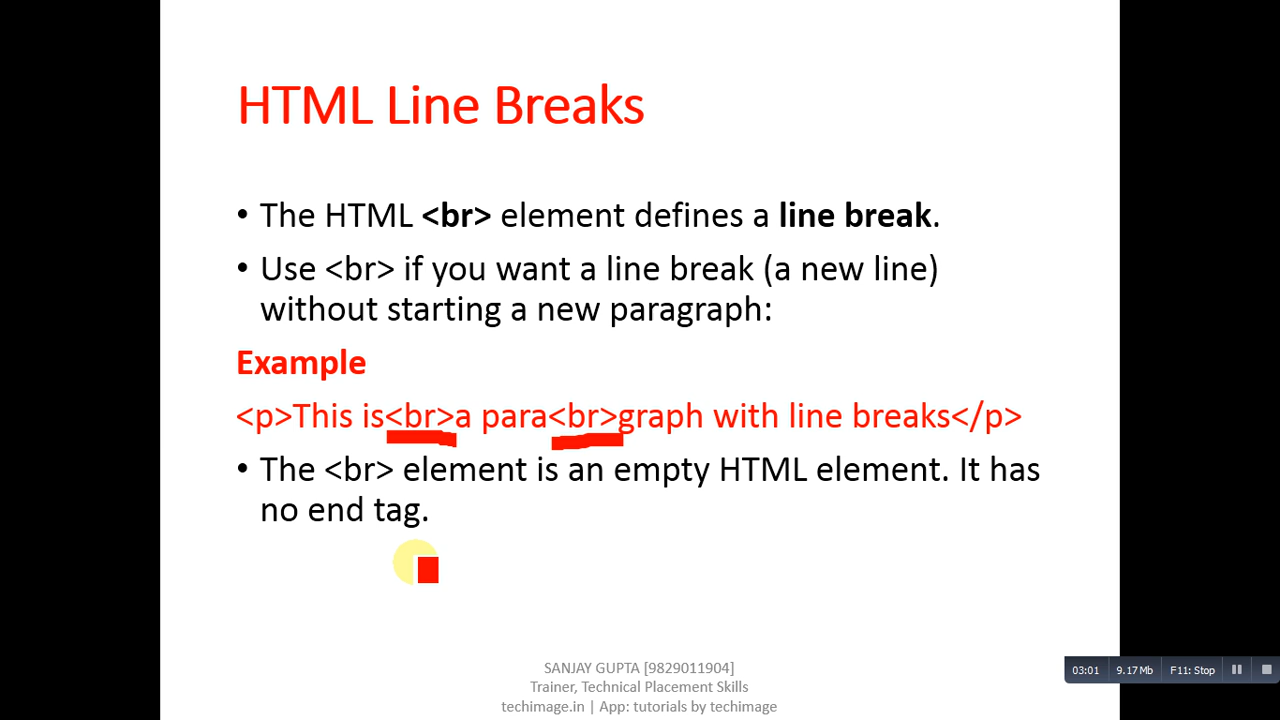 HTML Line Breaks
• The HTML <br> element defines a line break.
• Use <br> if you want a line break (a new line)
without starting a new paragraph:
Example
<p>This is<br>a para<br>graph with line breaks</p>
• The <br> element is an empty HTML element. It has
no end tag.
SANJAY GUPTA [9829011904]
Trainer, Technical Placement Skills
techimage.in | App: tutorials by techimage
03:01 9.17 Mb F11: Stop